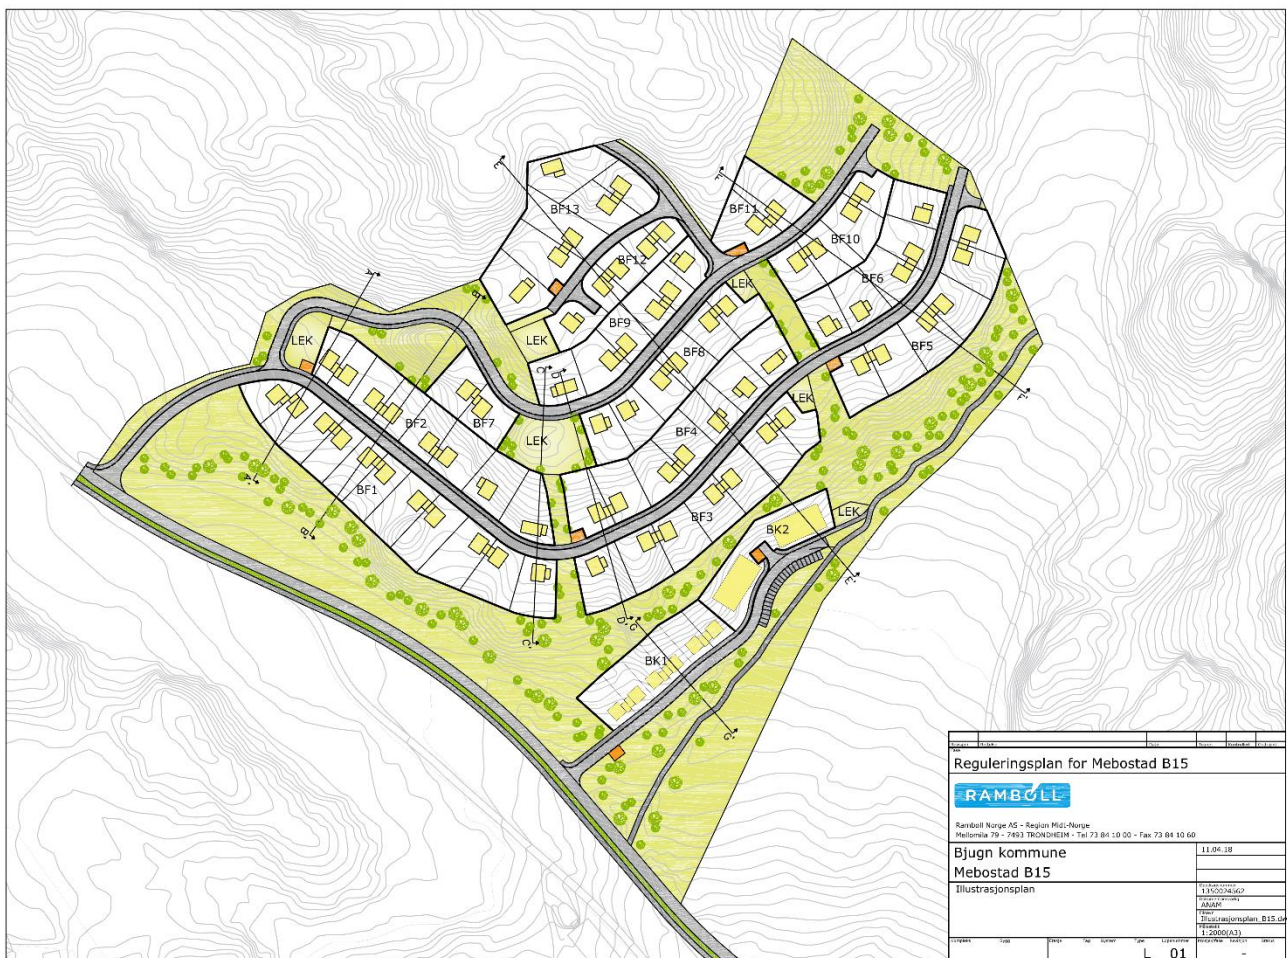 BF13
BF11
BF10
BF12
BF6
LEK
BF9
LEK
LEK
BF8
BF5
BF2
BF7
LEK
BF4
LEK
BF1
BF3
BK2
LEK
BK1
A
A'
B
B'
C
C'
D
D'
E
E'
F
F'
G
G'
Reguleringsplan for Mebostad B15
RAMBOLL
Rambøll Norge AS - Region Midt-Norge
Mellomila 79 - 7493 TRONDHEIM - Tel 73 84 10 00 - Fax 73 84 10 60
Bjugn kommune
11.04.18
Mebostad B15
Illustrasjonsplan
1350024562
ANAM
Illustrasjonsplan_B15.dw
1:2000(A3)
L 01 -